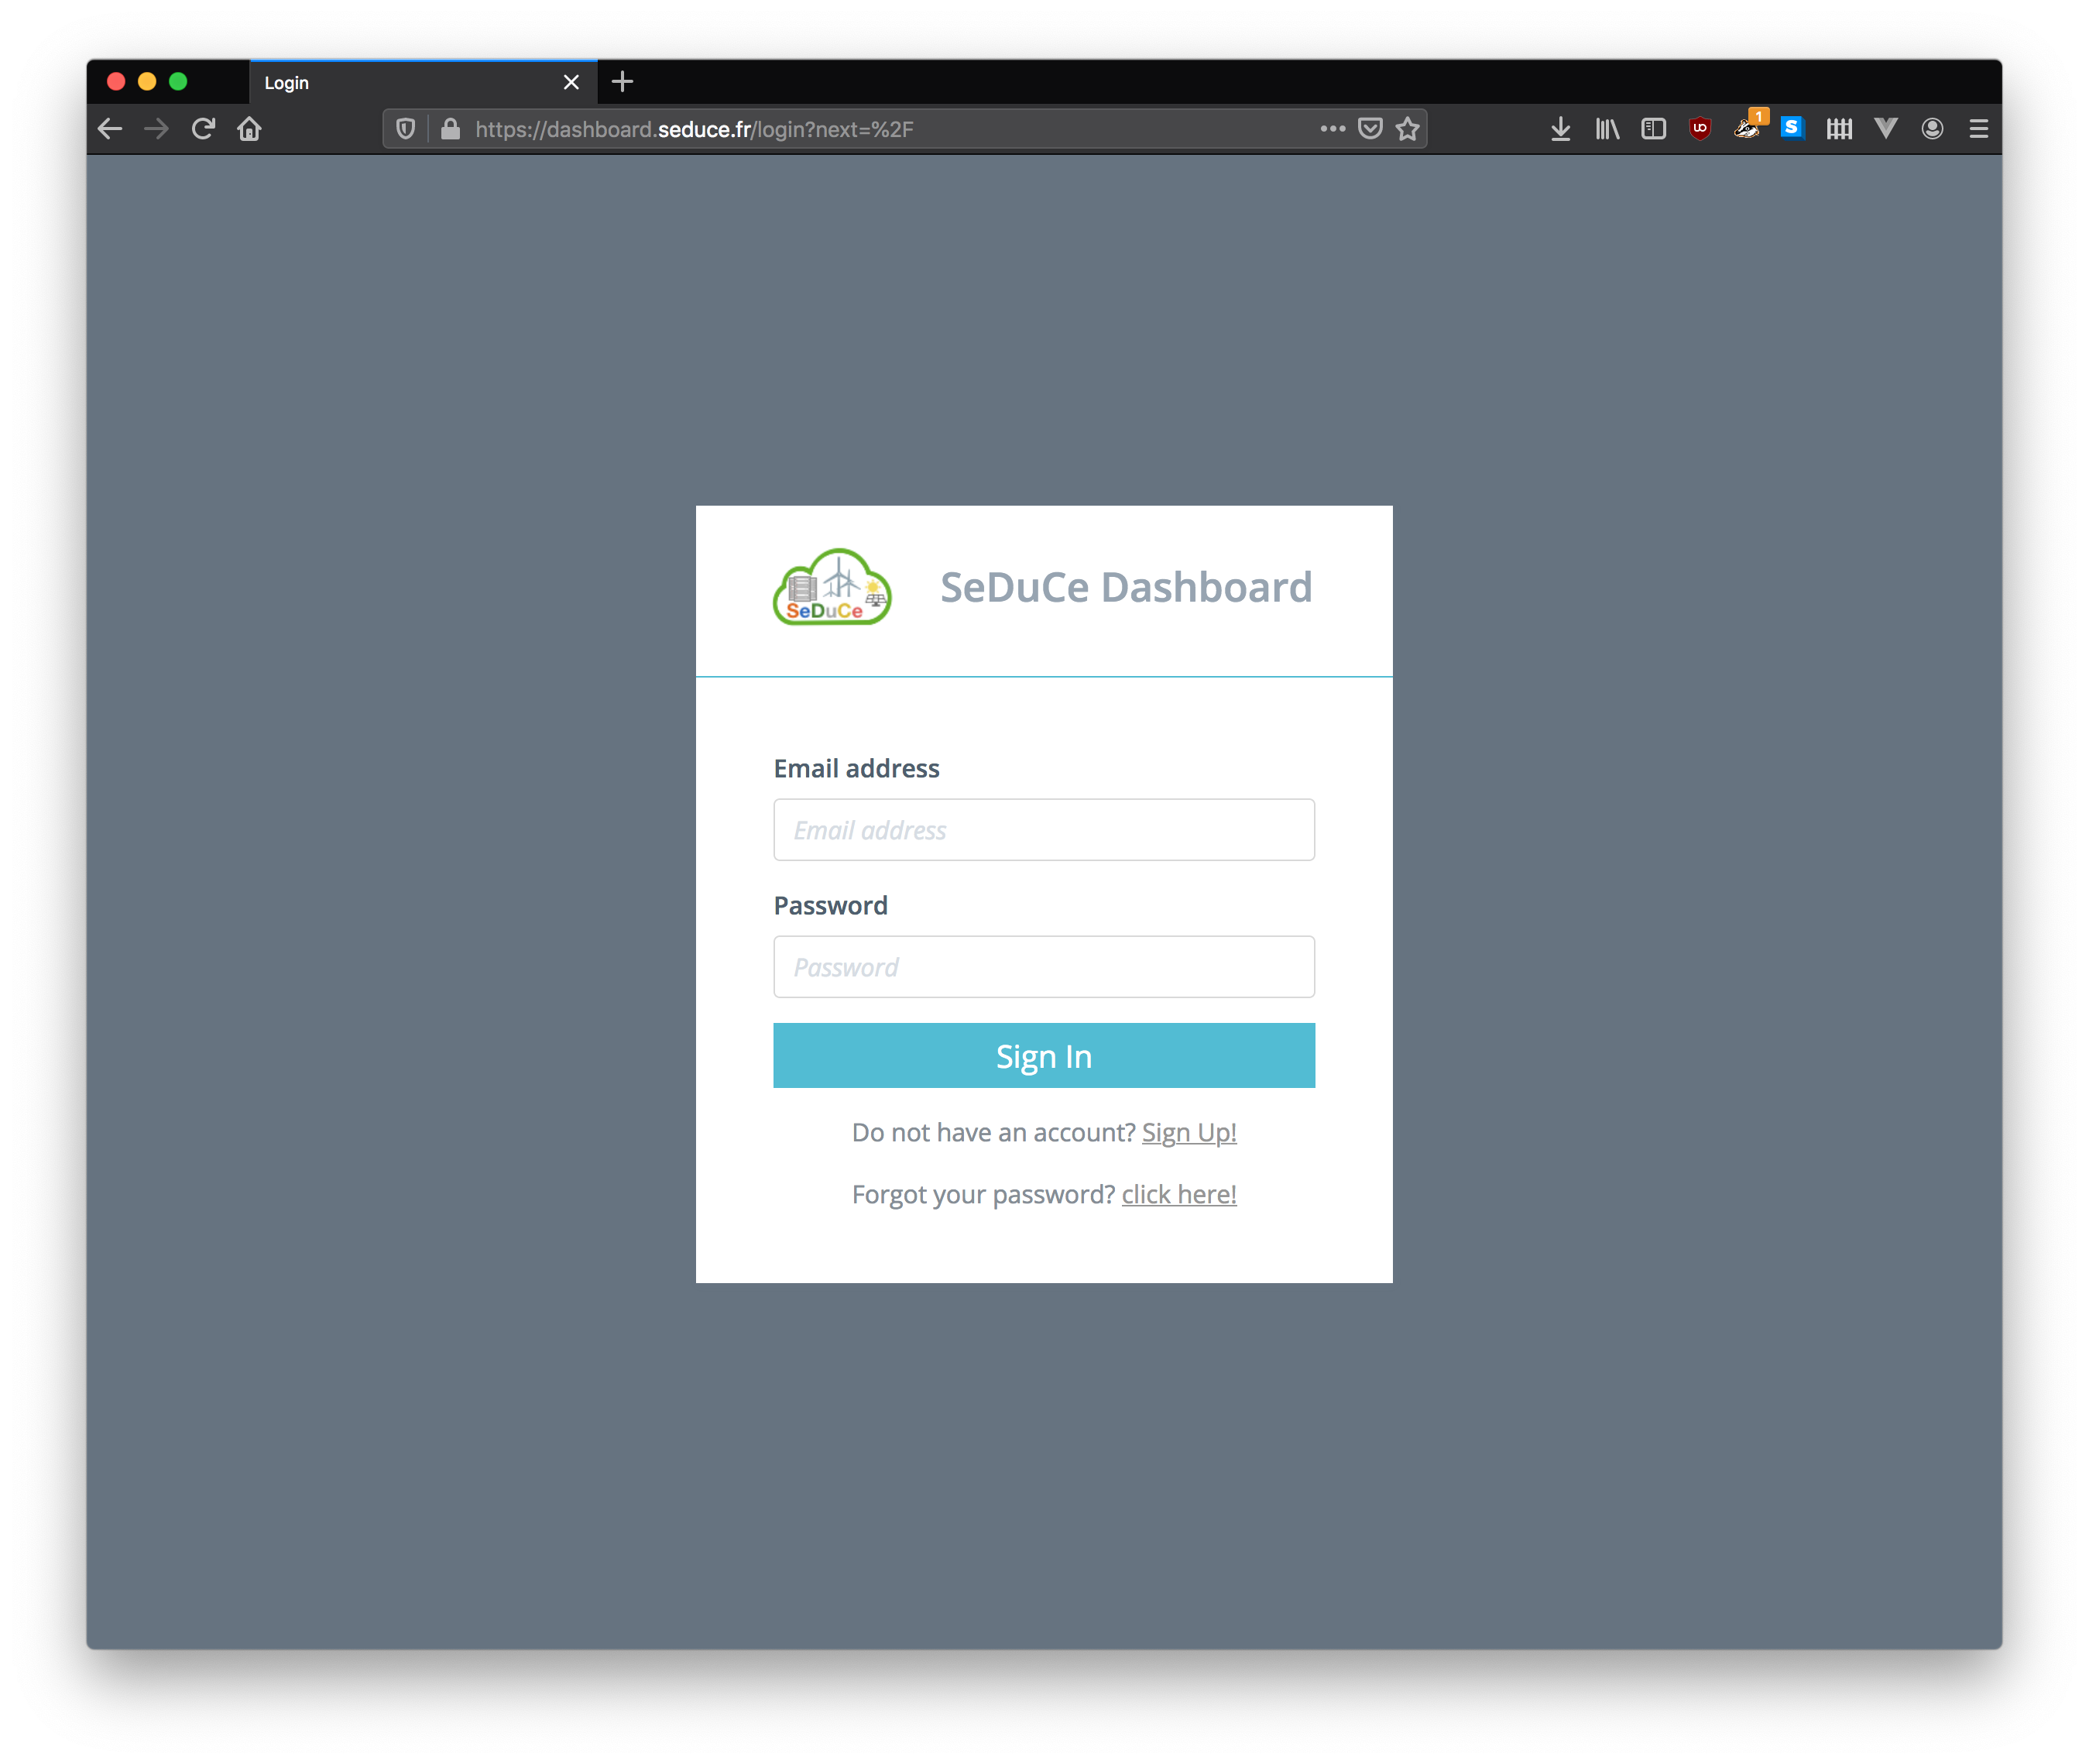 Login
https://dashboard.seduce.fr/login?next=%2F
1
S
SeDuCe
SeDuCe Dashboard
Email address
Email address
Password
Password
Sign In
Do not have an account? Sign Up!
Forgot your password? click here!